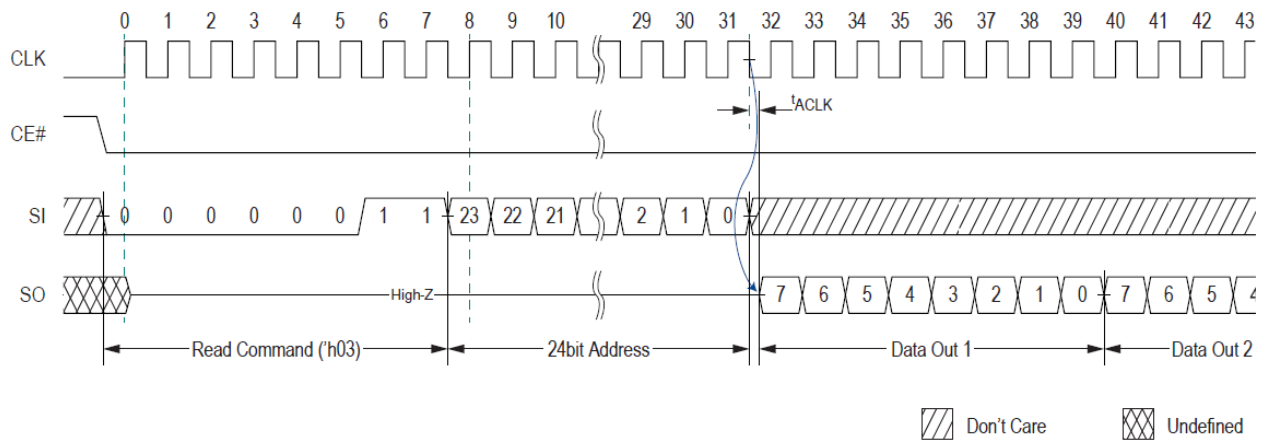 0 1 2 3 4 5 6 7 8 9 10 29 30 31 32 33 34 35 36 37 38 39 40 41 42 43
CLK
tACLK
CE#
SI 0 0 0 0 0 0 1 1 23 22 21 2 1 0
SO High-Z 7 6 5 4 3 2 1 0 7 6 5 4
Read Command ('h03) 24bit Address Data Out 1 Data Out 2
Don't Care Undefined